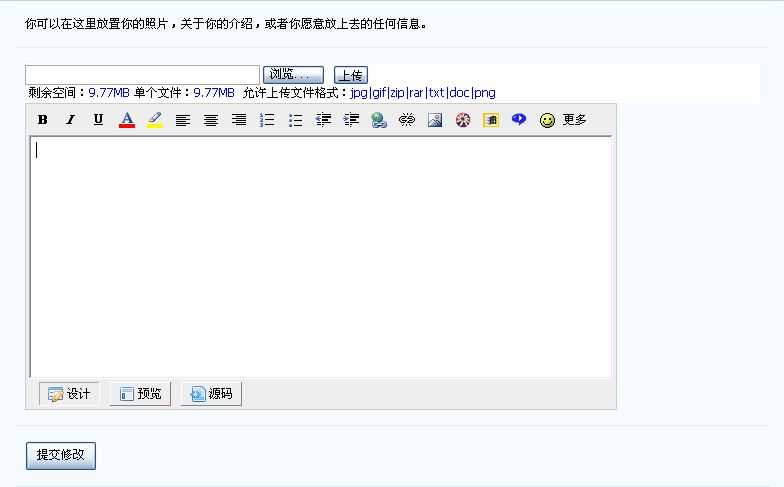 你可以在这里放置你的照片，关于你的介绍，或者你愿意放上去的任何信息。
浏览... 上传
剩余空间：9.77MB 单个文件：9.77MB 允许上传文件格式：jpg|gif|zip|rar|txt|doc|png
B I U A 更多
设计 预览 源码
提交修改